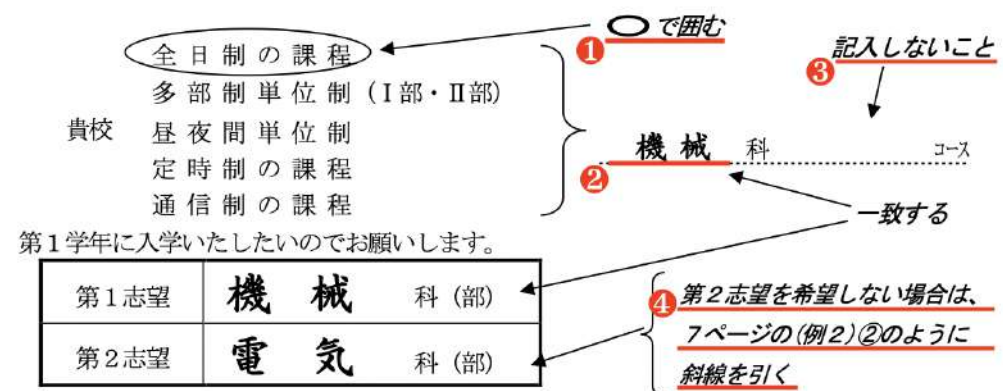 ○で囲む
❶
全日制の課程
記入しないこと
❸
多部制単位制(Ⅰ部・Ⅱ部)
貴校 昼夜間単位制
機械 科 コース
❷
定時制の課程
通信制の課程
一致する
第1学年に入学いたしたいのでお願いします。
第1志望 機械 科(部)
❹ 第2志望を希望しない場合は、
7ページの(例2)②のように
第2志望 電気 科(部)
斜線を引く